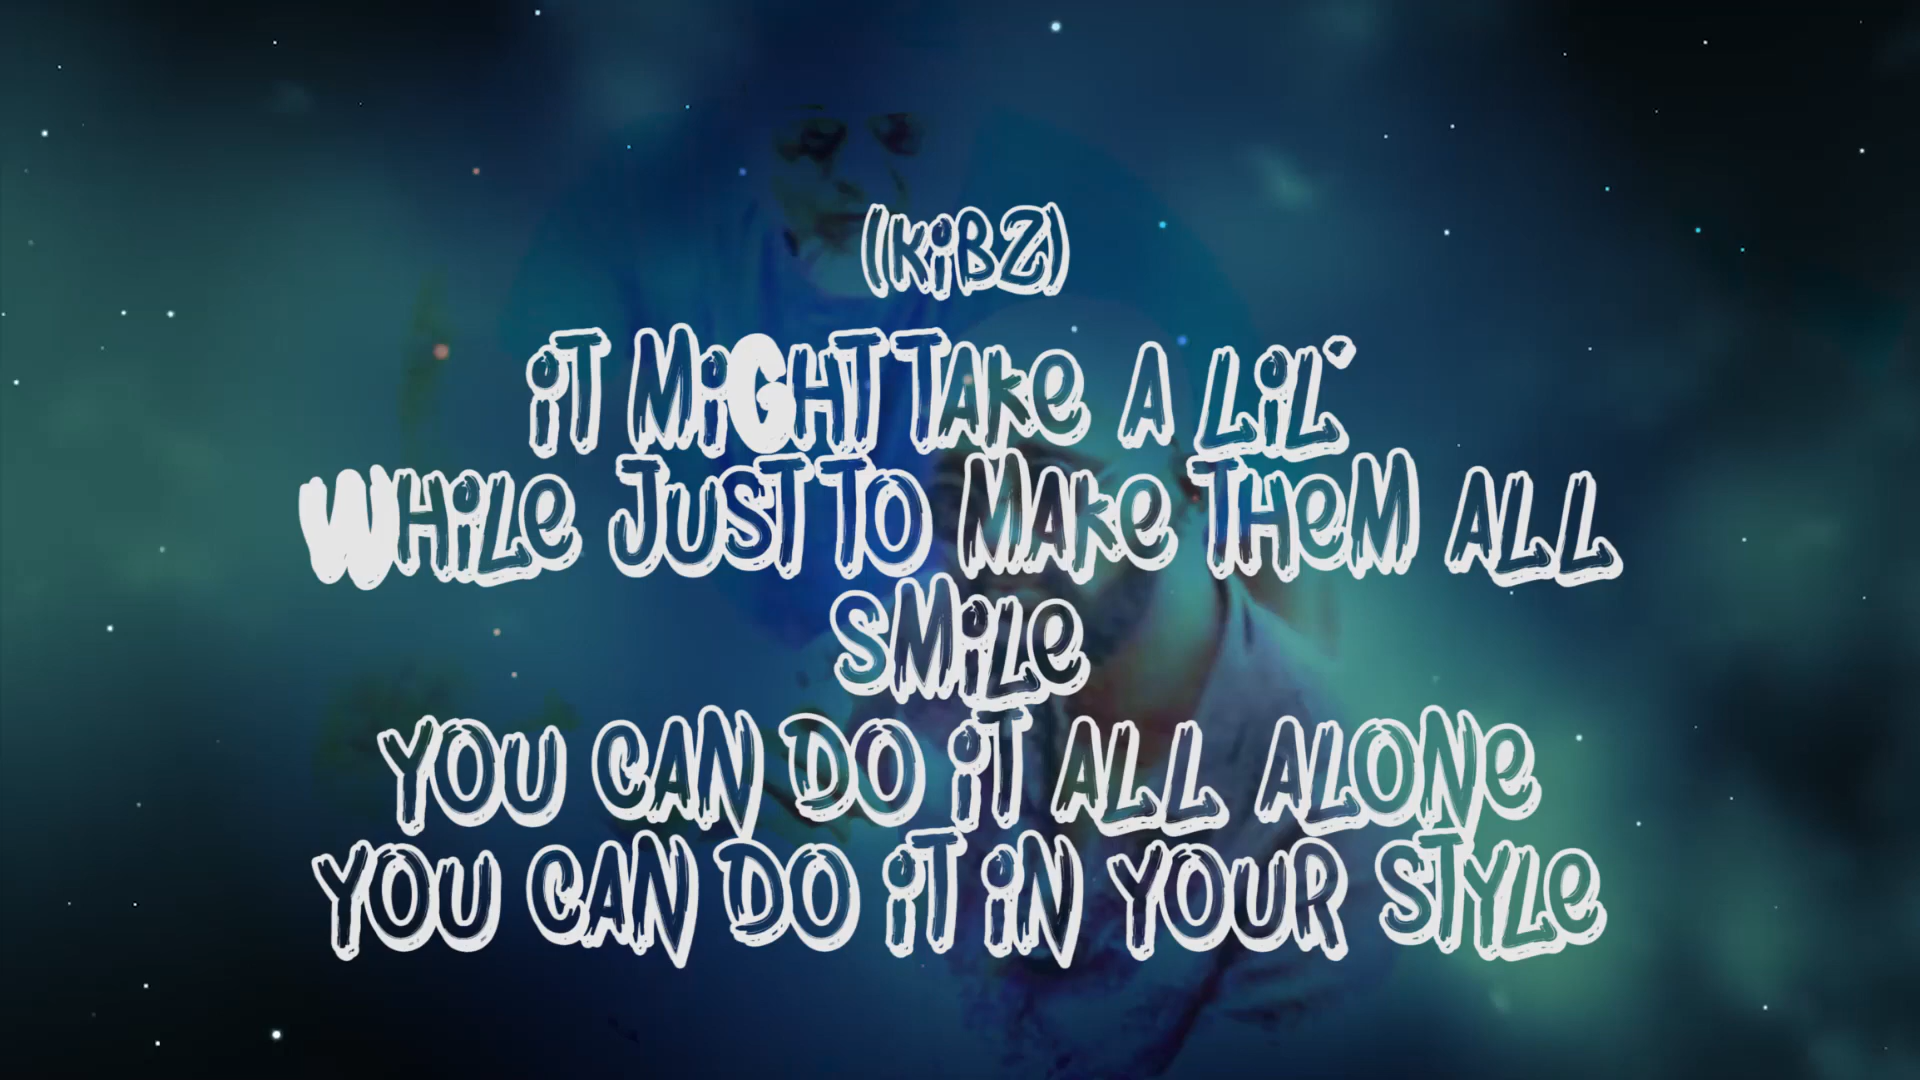 (KiBZ)
iT MiGHT TAKe A LiL'
WHiLe JUST TO MAKe THeM ALL
SMiLe
YOU CAN DO iT ALL ALONe
YOU CAN DO iT iN YOUR STYLe